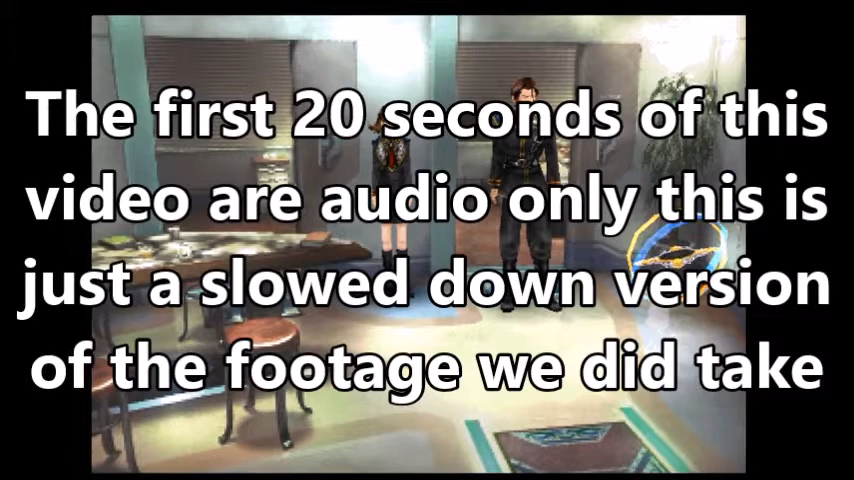 The first 20 seconds of this
video are audio only this is
just a slowed down version
of the footage we did take